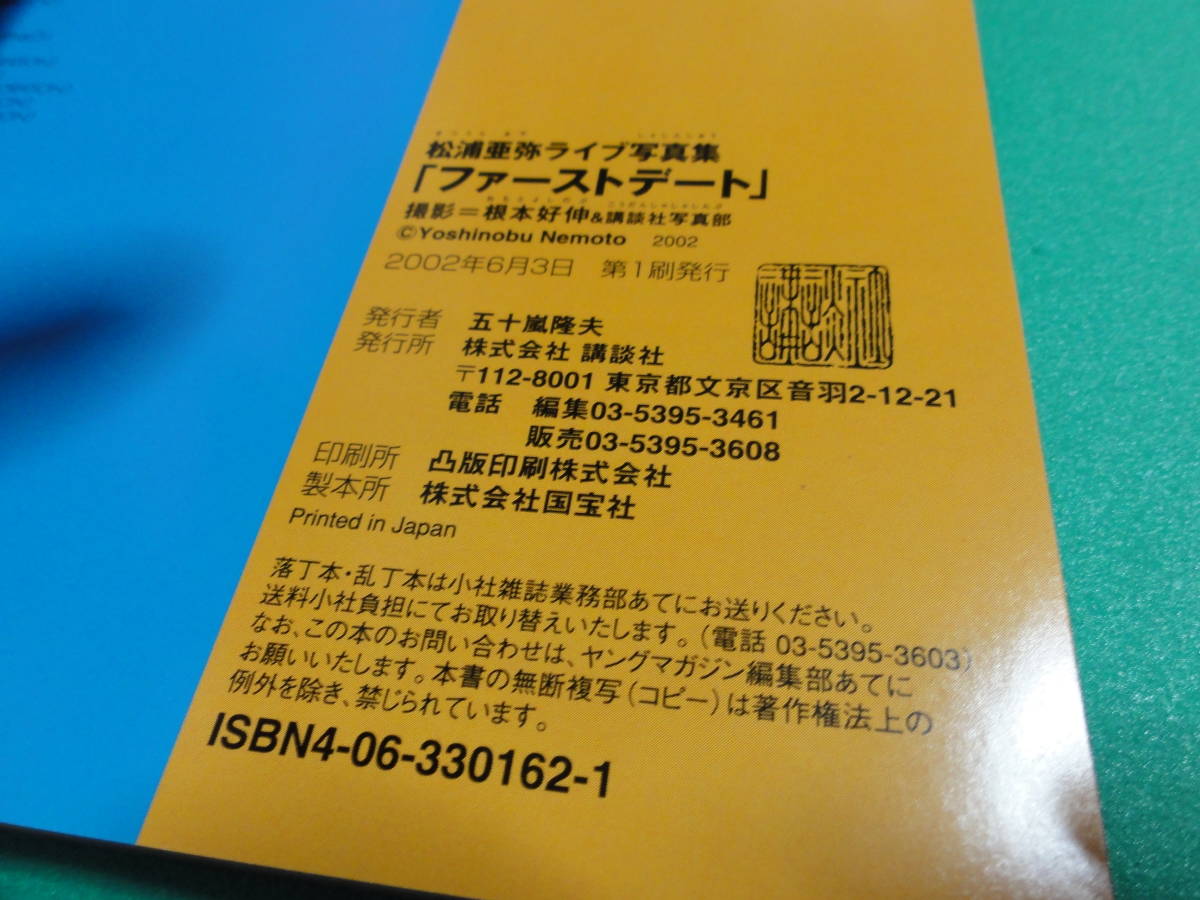 松浦亜弥ライブ写真集
「ファーストデート」
撮影=根本好伸&講談社写真部
©Yoshinobu Nemoto 2002
2002年6月3日 第1刷発行
発行者 五十嵐隆夫
発行所 株式会社 講談社
〒112-8001 東京都文京区音羽2-12-21
電話 編集03-5395-3461
販売03-5395-3608
印刷所 凸版印刷株式会社
製本所 株式会社国宝社
Printed in Japan
落丁本・乱丁本は小社雑誌業務部あてにお送りください。
送料小社負担にてお取り替えいたします。(電話 03-5395-3603)
なお、この本のお問い合わせは、ヤングマガジン編集部あてに
お願いいたします。本書の無断複写(コピー)は著作権法上の
例外を除き、禁じられています。
ISBN4-06-330162-1